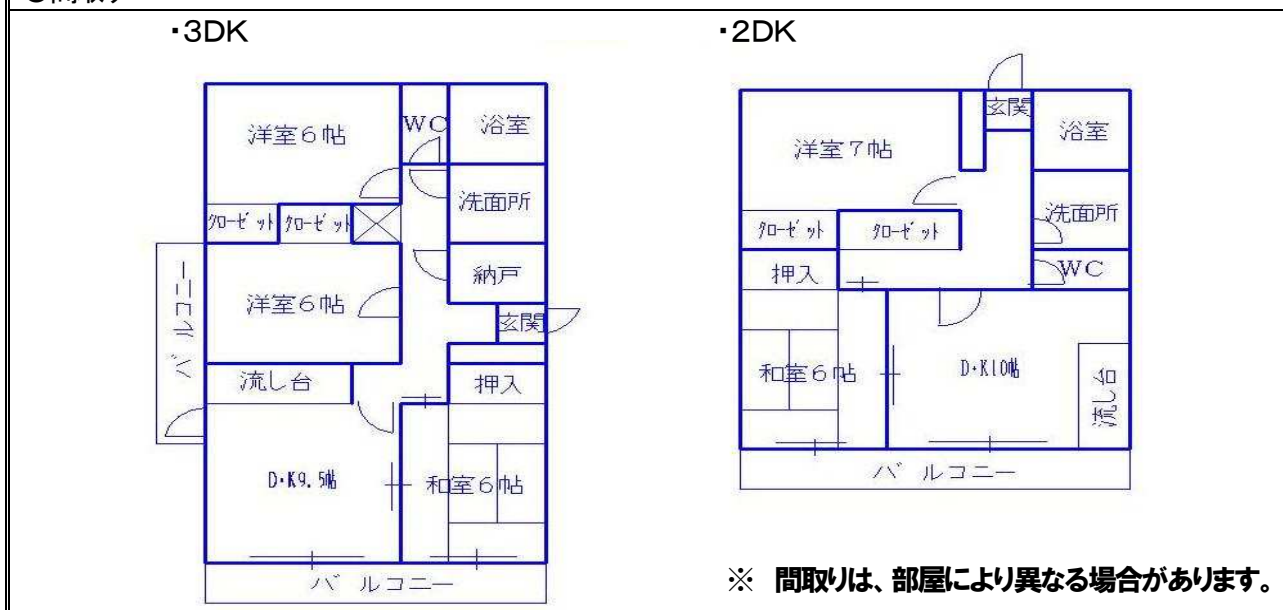 ・3DK
洋室6帖
WC
浴室
洗面所
クローゼット
クローゼット
納戸
洋室6帖
バルコニー
玄関
流し台
押入
D・K9.5帖
和室6帖
バルコニー
・2DK
玄関
浴室
洋室7帖
洗面所
クローゼット
クローゼット
押入
WC
和室6帖
D・K10帖
流し台
バルコニー
※ 間取りは、部屋により異なる場合があります。